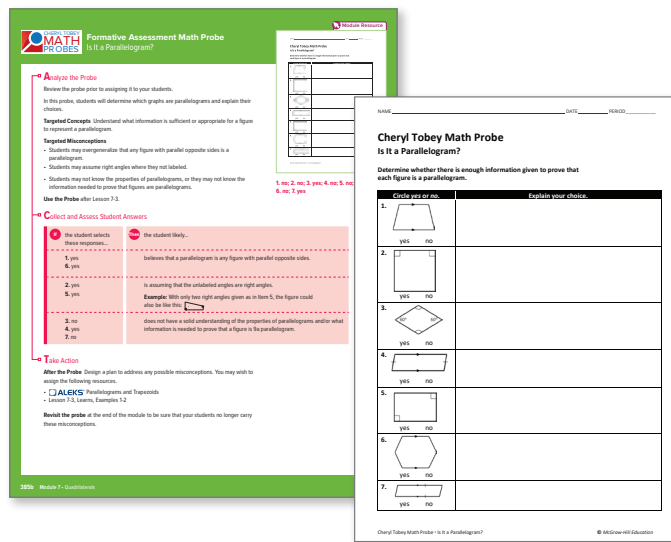 Module Resource
CHERYL TOBEY
MATH
PROBES
Formative Assessment Math Probe
Is It a Parallelogram?
Analyze the Probe
Review the probe prior to assigning it to your students.
In this probe, students will determine which graphs are parallelograms and explain their
choices.
Targeted Concepts Understand what information is sufficient or appropriate for a figure
to represent a parallelogram.
Targeted Misconceptions
• Students may overgeneralize that any figure with parallel opposite sides is a
parallelogram.
• Students may assume right angles where they not labeled.
• Students may not know the properties of parallelograms, or they may not know the
information needed to prove that figures are parallelograms.
Use the Probe after Lesson 7-3.
Cheryl Tobey Math Probe
Is It a Parallelogram?
1. no; 2. no; 3. yes; 4. no; 5. no;
6. no; 7. yes
Collect and Assess Student Answers
If the student selects
these responses...
Then the student likely...
1. yes
6. yes
believes that a parallelogram is any figure with parallel opposite sides.
2. yes
5. yes
is assuming that the unlabeled angles are right angles.
Example: With only two right angles given as in Item 5, the figure could
also be like this:
3. no
4. yes
7. no
does not have a solid understanding of the properties of parallelograms and/or what
information is needed to prove that a figure is 9a parallelogram.
Take Action
After the Probe Design a plan to address any possible misconceptions. You may wish to
assign the following resources.
• ALEKS® Parallelograms and Trapezoids
• Lesson 7-3, Learns, Examples 1-2
Revisit the probe at the end of the module to be sure that your students no longer carry
these misconceptions.
385b Module 7 • Quadrilaterals
NAME DATE PERIOD
Cheryl Tobey Math Probe
Is It a Parallelogram?
Determine whether there is enough information given to prove that
each figure is a parallelogram.
Circle yes or no. Explain your choice.
1.
yes no
2.
yes no
3.
60° 60°
yes no
4.
yes no
5.
yes no
6.
yes no
7.
yes no
Cheryl Tobey Math Probe • Is It a Parallelogram? © McGraw-Hill Education